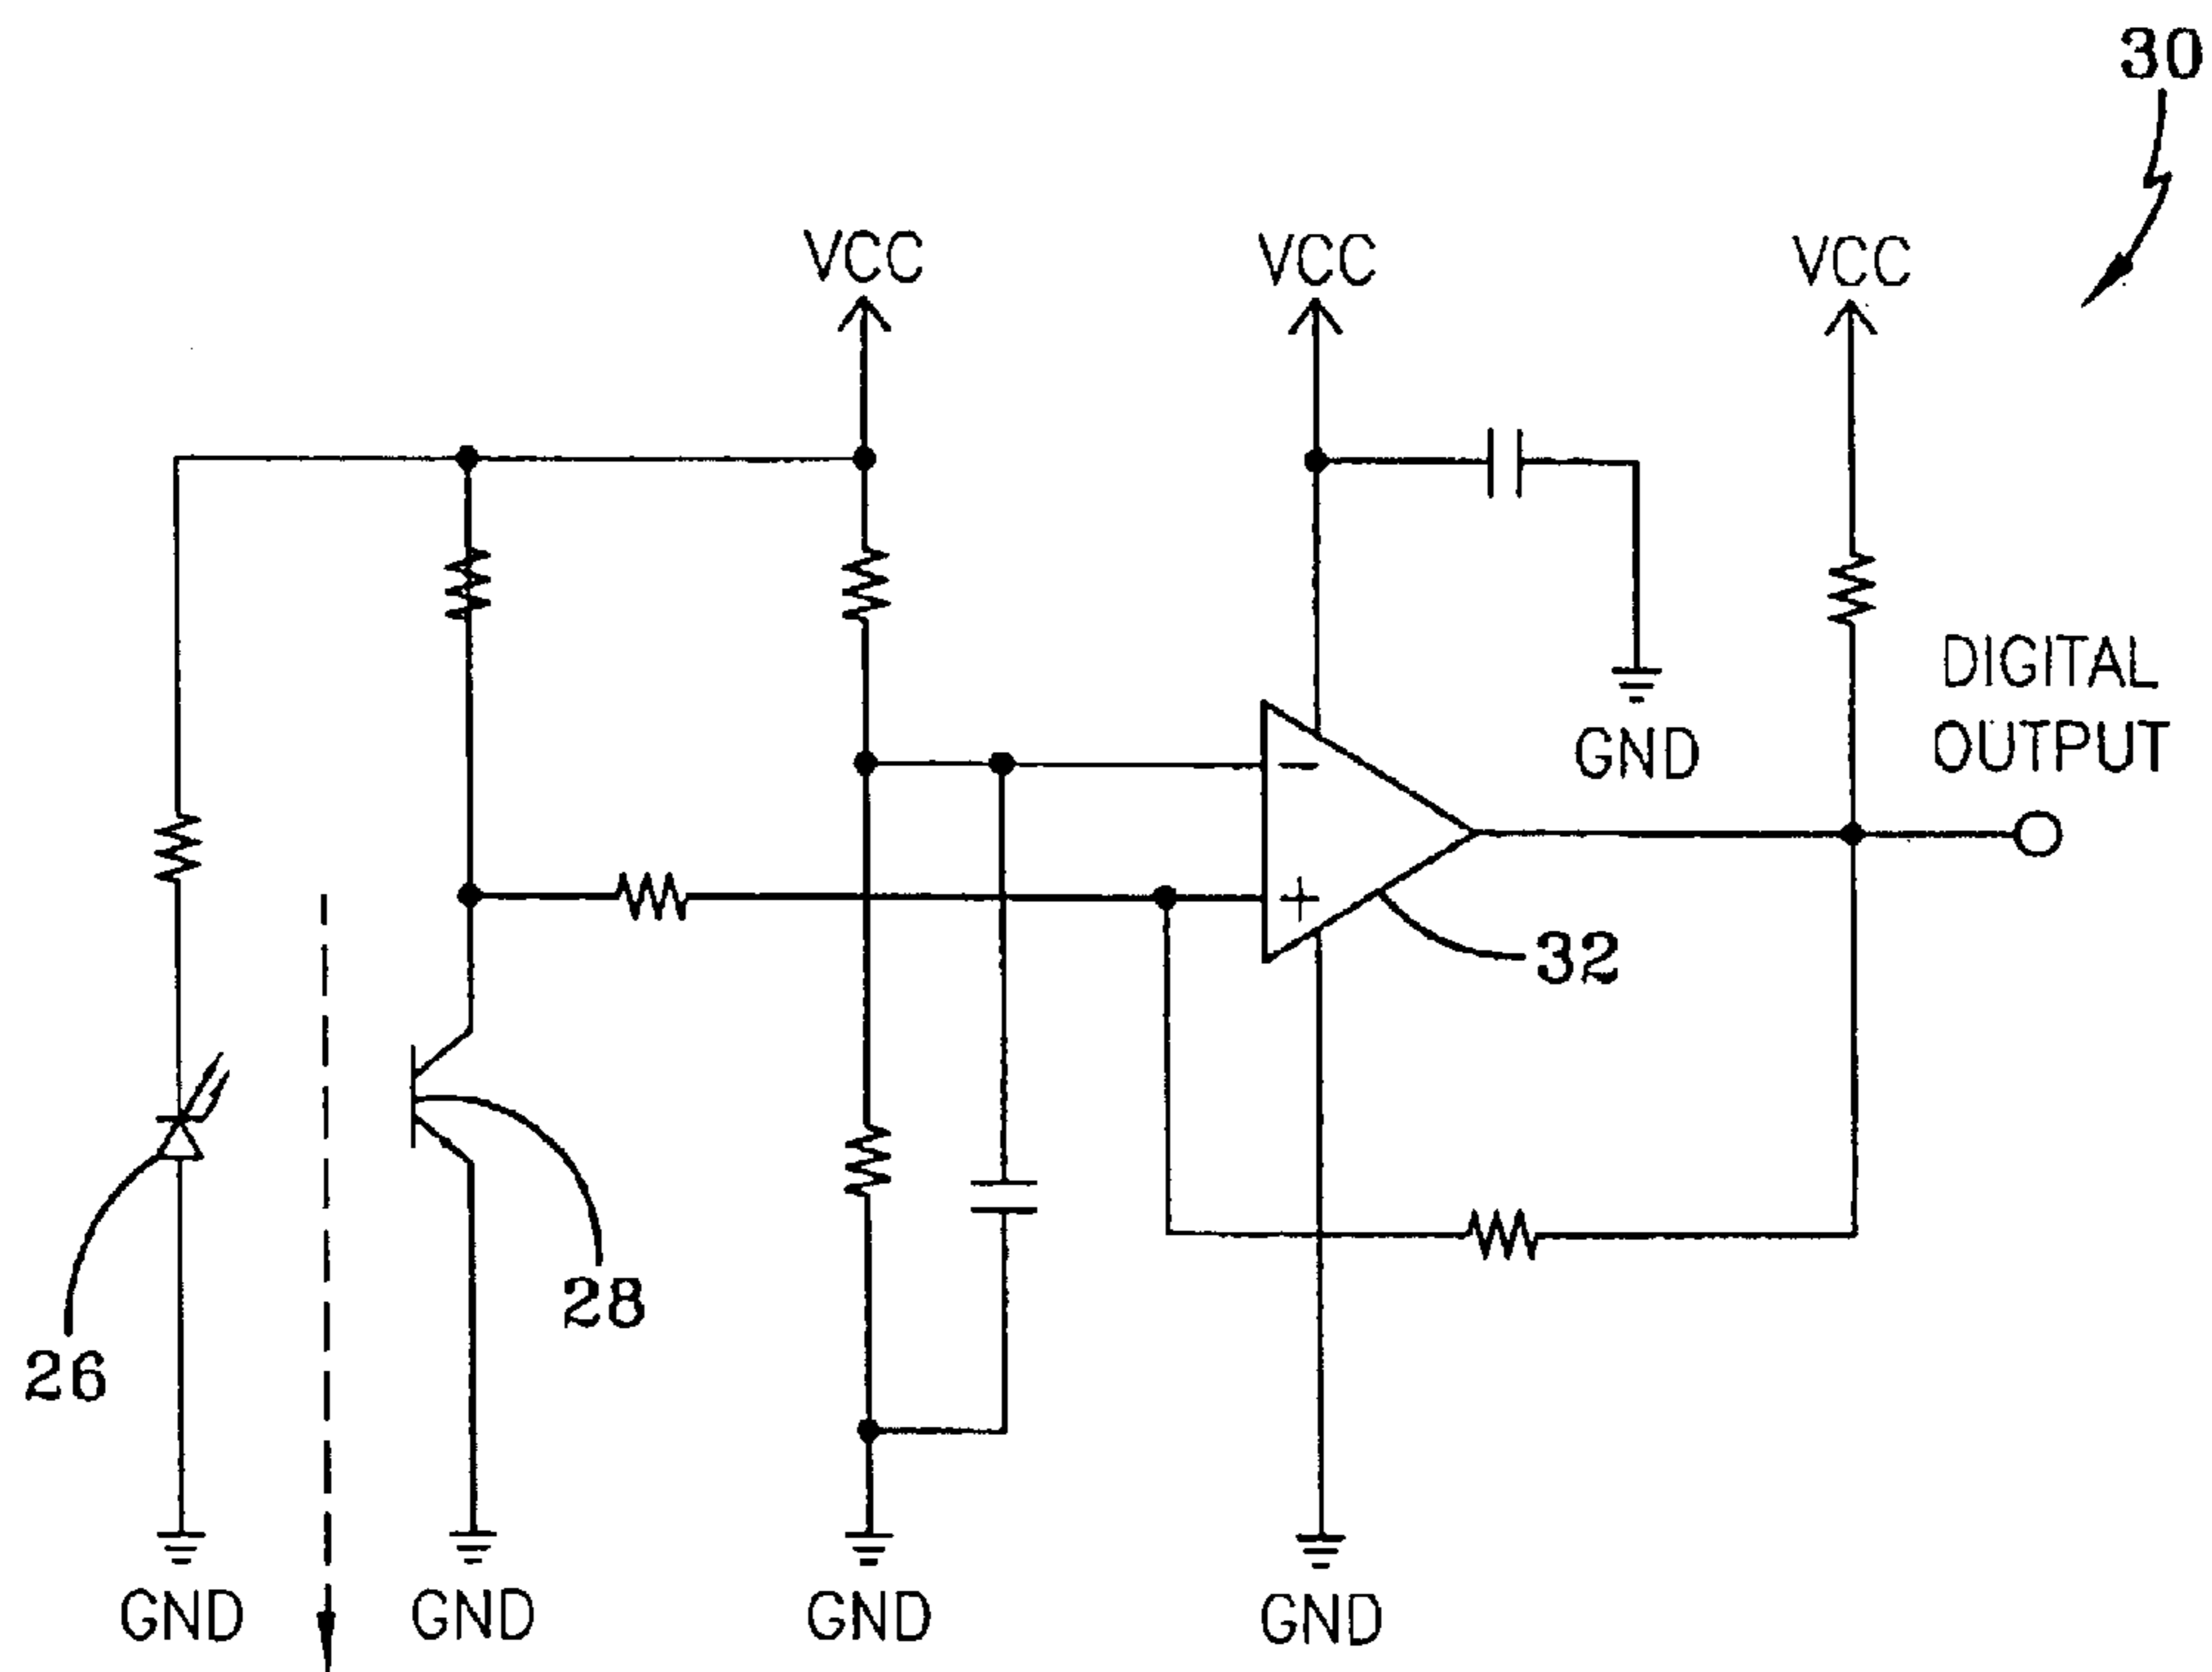 30
VCC
VCC
VCC
DIGITAL
OUTPUT
GND
−
+
32
28
26
GND
GND
GND
GND